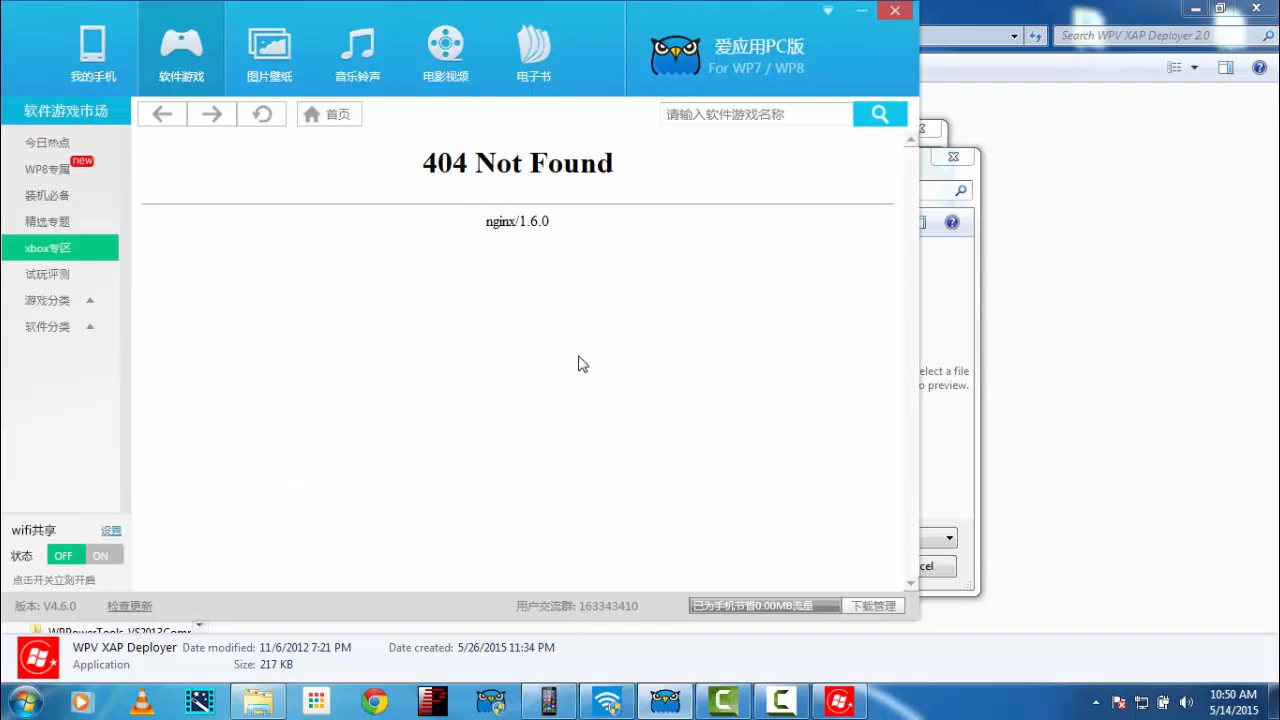 我的手机
软件游戏
图片壁纸
音乐铃声
电影视频
电子书
爱应用PC版
For WP7 / WP8
Search WPV XAP Deployer 2.0
软件游戏市场
首页
请输入软件游戏名称
今日热点
WP8专属
new
装机必备
精选专题
xbox专区
试玩评测
游戏分类
软件分类
404 Not Found
nginx/1.6.0
elect a file
o preview.
cel
wifi共享
设置
状态
OFF
ON
点击开关立刻开启
版本: V4.6.0
检查更新
用户交流群: 163343410
已为手机节省0.00MB流量
下载管理
WPV XAP Deployer
Date modified: 11/6/2012 7:21 PM
Date created: 5/26/2015 11:34 PM
Application
Size: 217 KB
10:50 AM
5/14/2015